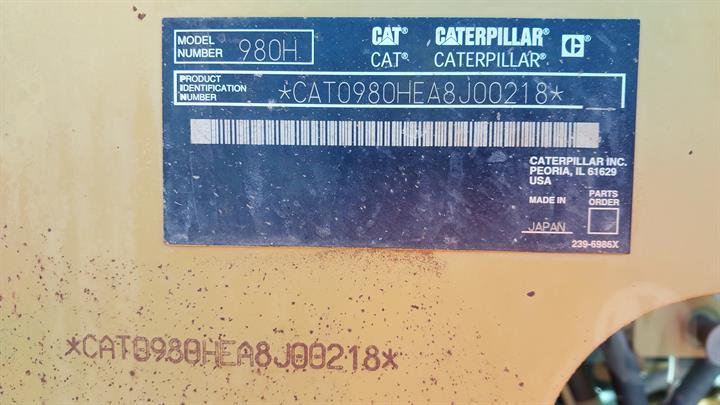 MODEL NUMBER 980H
CAT® CATERPILLAR® C
CAT® CATERPILLAR®
PRODUCT IDENTIFICATION NUMBER *CAT0980HEA8J00218*
CATERPILLAR INC.
PEORIA, IL 61629
USA
MADE IN JAPAN
PARTS ORDER
239-6986X
*CAT0980HEA8J00218*